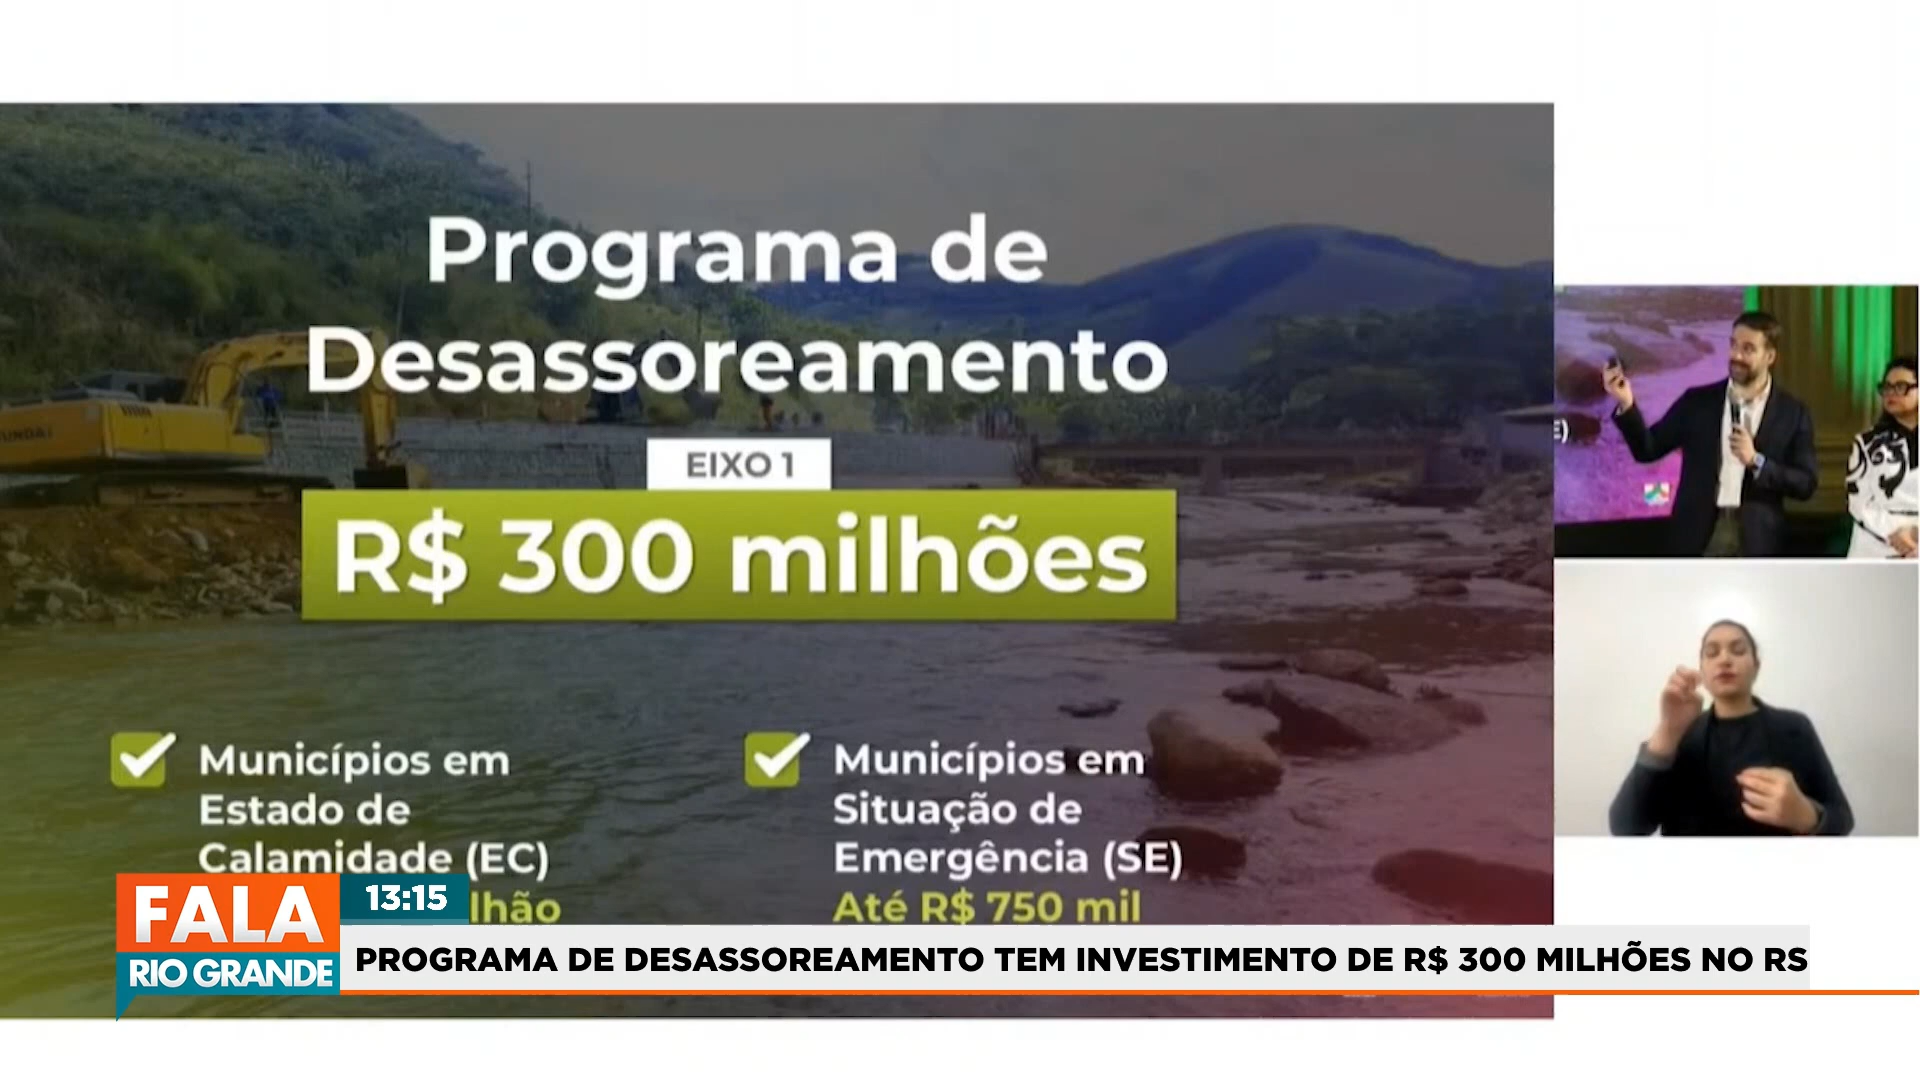 Programa de
Desassoreamento
EIXO 1
R$ 300 milhões
Municípios em
Estado de
Calamidade (EC)
lhão
Municípios em
Situação de
Emergência (SE)
Até R$ 750 mil
E)
13:15
FALA
RIO GRANDE
PROGRAMA DE DESASSOREAMENTO TEM INVESTIMENTO DE R$ 300 MILHÕES NO RS